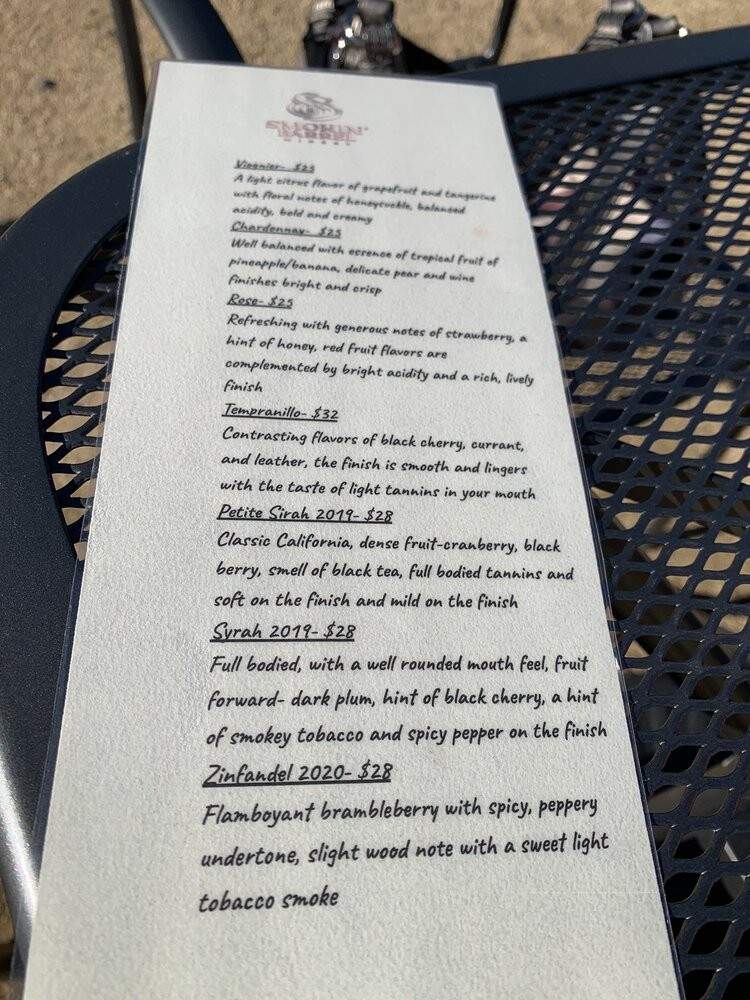 SMOKIN'
BARREL
WINERY
Viognier- $25
A light citrus flavor of grapefruit and tangerine
with floral notes of honeysuckle, balanced
acidity, bold and creamy
Chardonnay- $25
Well balanced with essence of tropical fruit of
pineapple/banana, delicate pear and wine
finishes bright and crisp
Rose- $25
Refreshing with generous notes of strawberry, a
hint of honey, red fruit flavors are
complemented by bright acidity and a rich, lively
finish
Tempranillo- $32
Contrasting flavors of black cherry, currant,
and leather, the finish is smooth and lingers
with the taste of light tannins in your mouth
Petite Sirah 2019- $28
Classic California, dense fruit-cranberry, black
berry, smell of black tea, full bodied tannins and
soft on the finish and mild on the finish
Syrah 2019- $28
Full bodied, with a well rounded mouth feel, fruit
forward- dark plum, hint of black cherry, a hint
of smokey tobacco and spicy pepper on the finish
Zinfandel 2020- $28
Flamboyant brambleberry with spicy, peppery
undertone, slight wood note with a sweet light
tobacco smoke